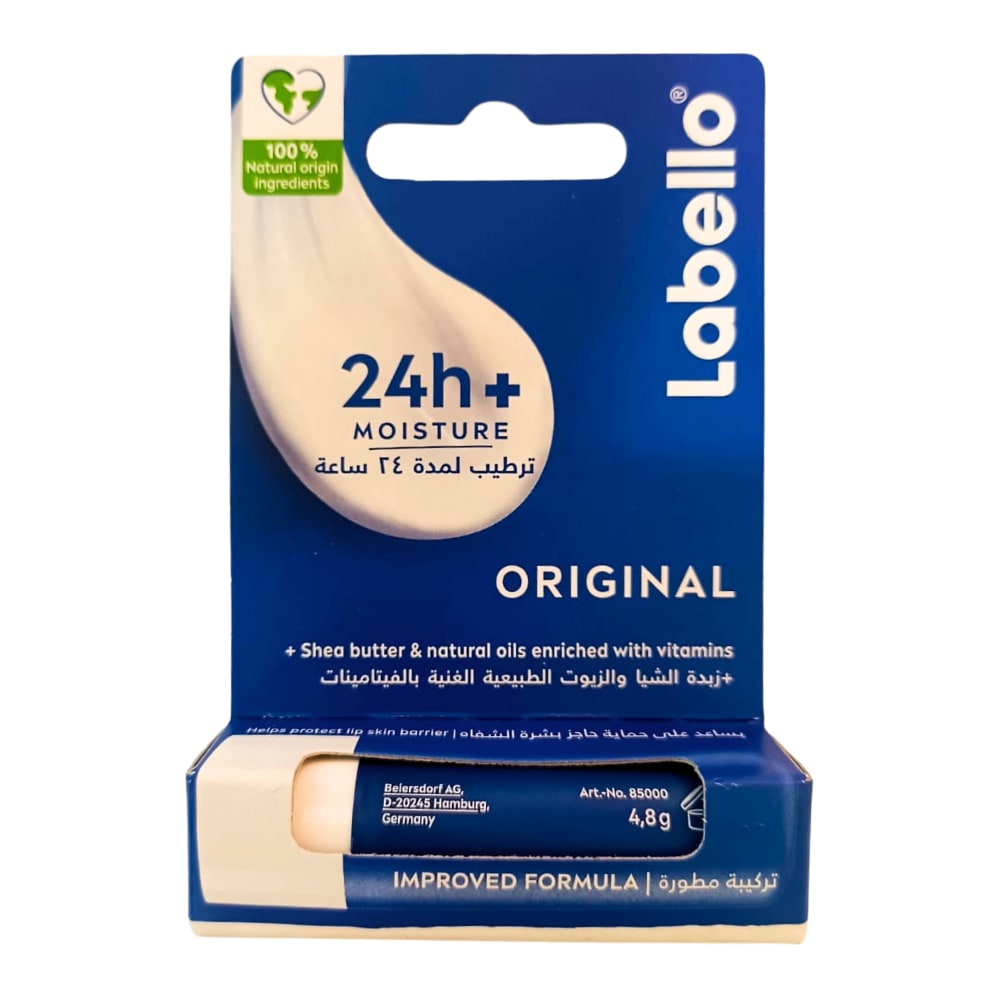 100%
Natural origin
ingredients
Labello®
24h+
MOISTURE
ترطيب لمدة ٢٤ ساعة
ORIGINAL
+ Shea butter & natural oils enriched with vitamins
+زبدة الشيا والزيوت الطبيعية الغنية بالفيتامينات
Helps protect lip skin barrier | يساعد على حماية حاجز بشرة الشفاه
Beiersdorf AG,
D-20245 Hamburg,
Germany
Art.-No. 85000
4,8g
IMPROVED FORMULA | تركيبة مطورة